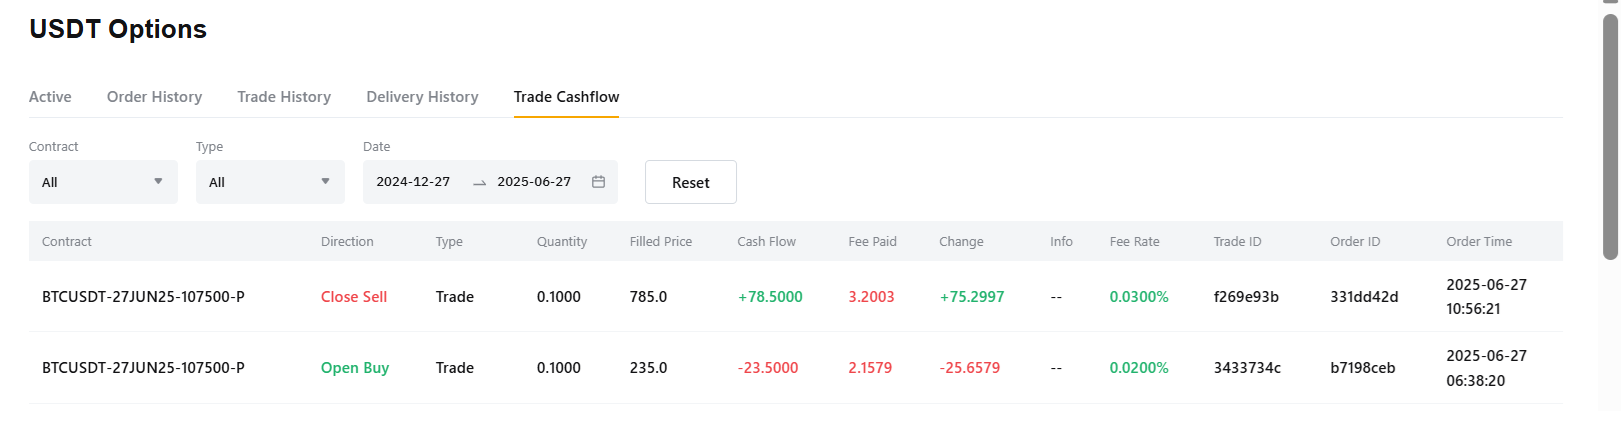 USDT Options
Active Order History Trade History Delivery History Trade Cashflow
Contract Type Date
All All 2024-12-27 → 2025-06-27 Reset
Contract Direction Type Quantity Filled Price Cash Flow Fee Paid Change Info Fee Rate Trade ID Order ID Order Time
BTCUSDT-27JUN25-107500-P Close Sell Trade 0.1000 785.0 +78.5000 3.2003 +75.2997 -- 0.0300% f269e93b 331dd42d 2025-06-27
10:56:21
BTCUSDT-27JUN25-107500-P Open Buy Trade 0.1000 235.0 -23.5000 2.1579 -25.6579 -- 0.0200% 3433734c b7198ceb 2025-06-27
06:38:20